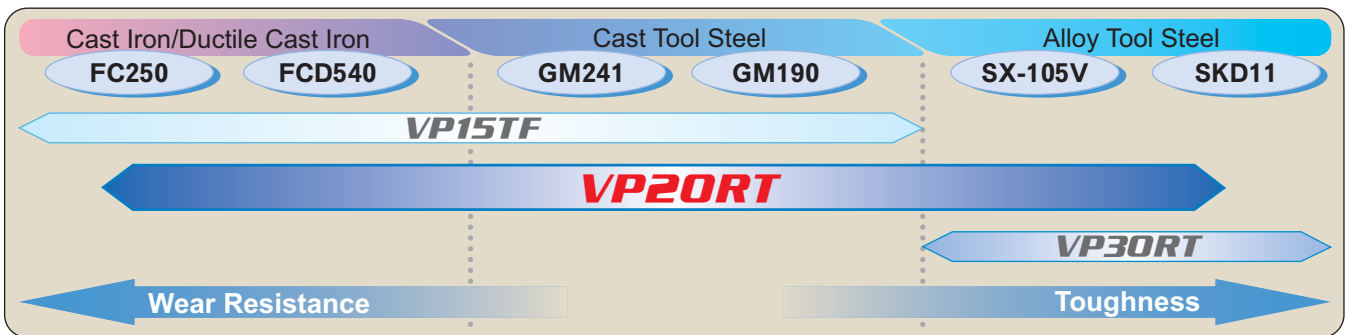 Cast Iron/Ductile Cast Iron Cast Tool Steel Alloy Tool Steel
FC250 FCD540 GM241 GM190 SX-105V SKD11
VP15TF
VP20RT
VP30RT
Wear Resistance Toughness